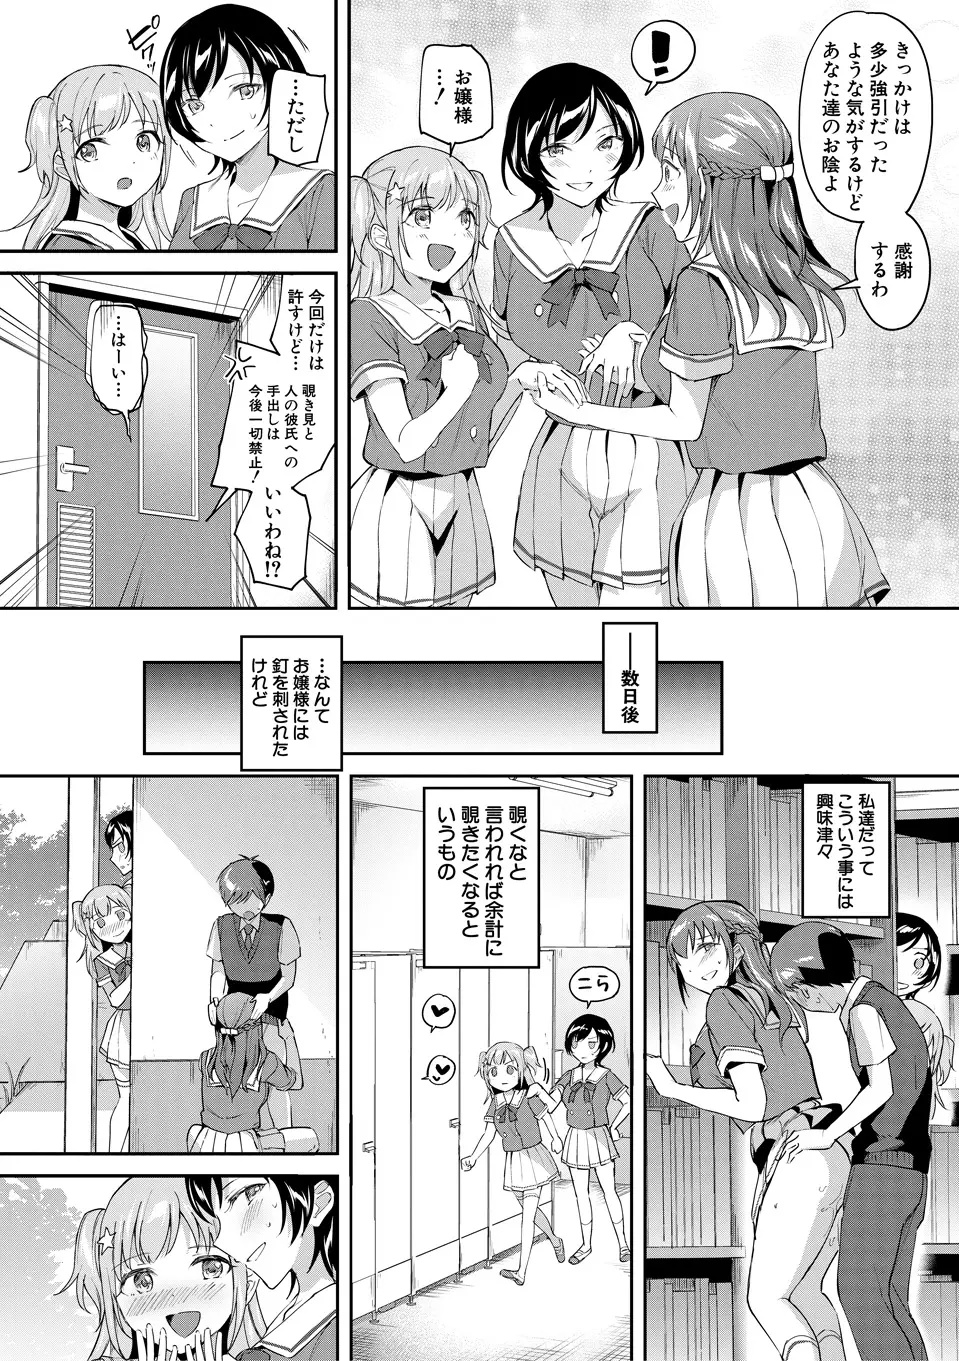 きっかけは
多少強引だった
ような気がするけど
あなた達のお陰よ
感謝
するわ
！
お嬢様
…！
ピクッ
…ただし
今回だけは
許すけど…
覗き見と
人の彼氏への
手出しは
今後一切禁止！
いいわね!?
…はーい…
――数日後
…なんて
お嬢様には
釘を刺された
けれど
私達だって
こういう事には
興味津々
覗くなと
言われれば余計に
覗きたくなると
いうもの
こら